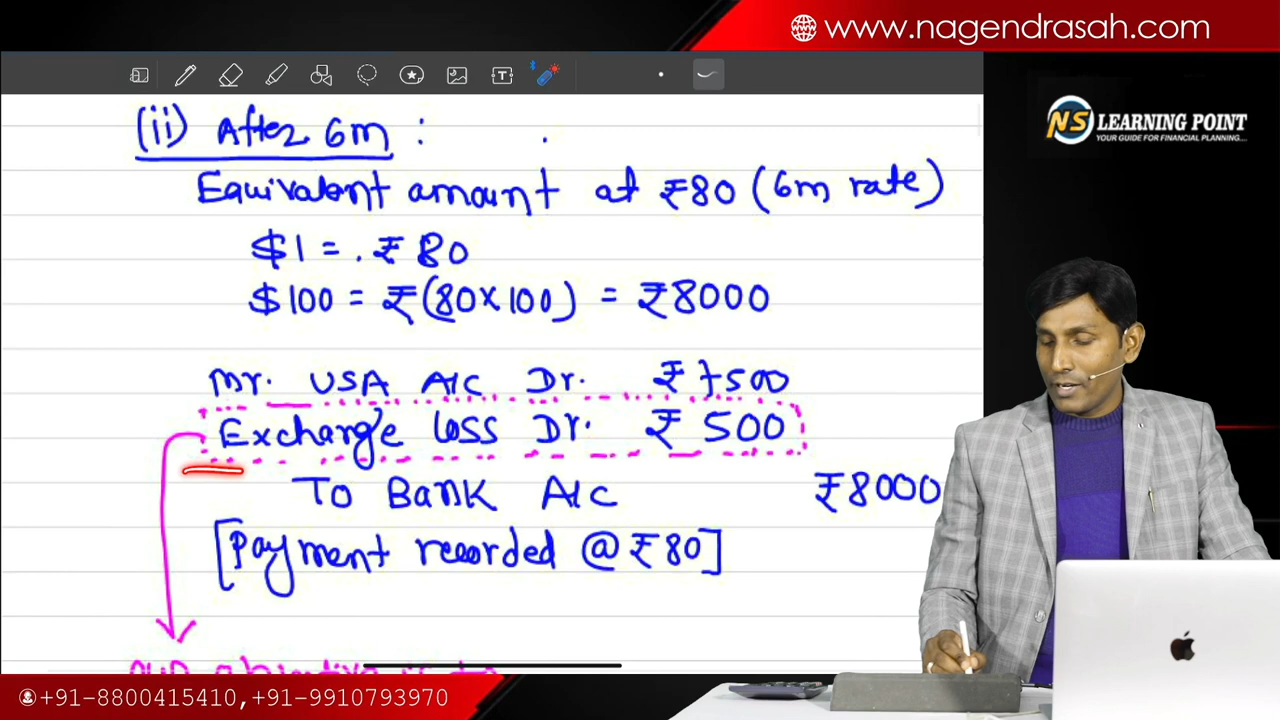 www.nagendrasah.com
NS LEARNING POINT
YOUR GUIDE FOR FINANCIAL PLANNING....
(ii) After 6m :
Equivalent amount at ₹80 (6m rate)
$1 = ₹80
$100 = ₹(80×100) = ₹8000
Mr. USA A/C Dr. ₹7500
Exchange loss Dr. ₹500
To Bank A/C ₹8000
[Payment recorded @ ₹80]
+91-8800415410,+91-9910793970